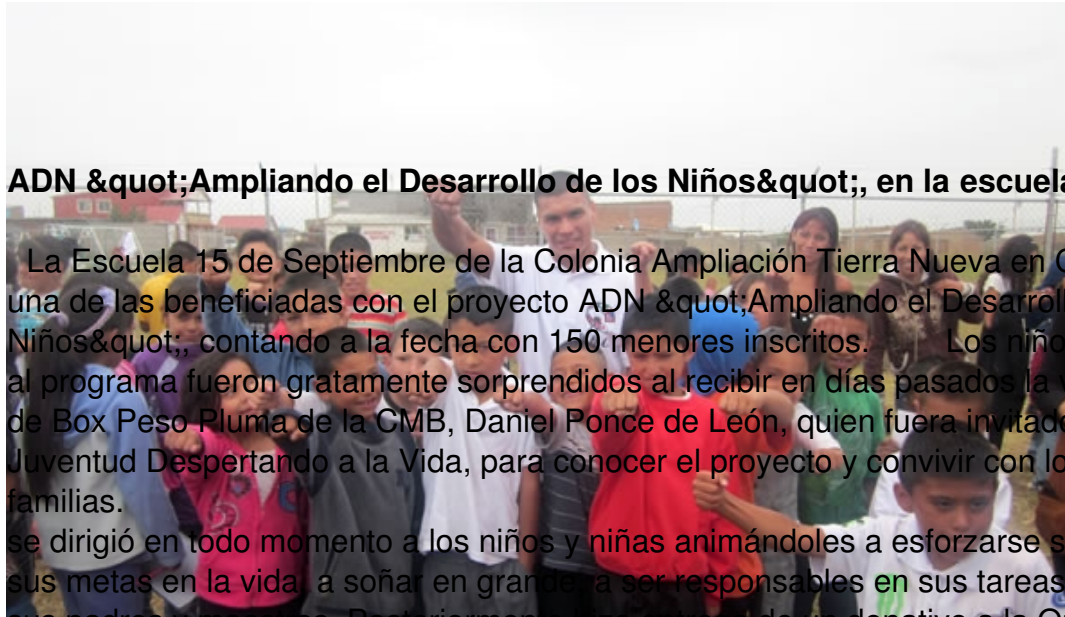 ADN &quot;Ampliando el Desarrollo de los Niños&quot;, en la escuela
La Escuela 15 de Septiembre de la Colonia Ampliación Tierra Nueva en
una de las beneficiadas con el proyecto ADN &quot;Ampliando el Desarroll
Niños&quot;, contando a la fecha con 150 menores inscritos. Los niño
al programa fueron gratamente sorprendidos al recibir en días pasados la
de Box Peso Pluma de la CMB, Daniel Ponce de León, quien fuera invitado
Juventud Despertando a la Vida, para conocer el proyecto y convivir con lo
familias.
se dirigió en todo momento a los niños y niñas animándoles a esforzarse
sus metas en la vida, a soñar en grande, a ser responsables en sus tareas